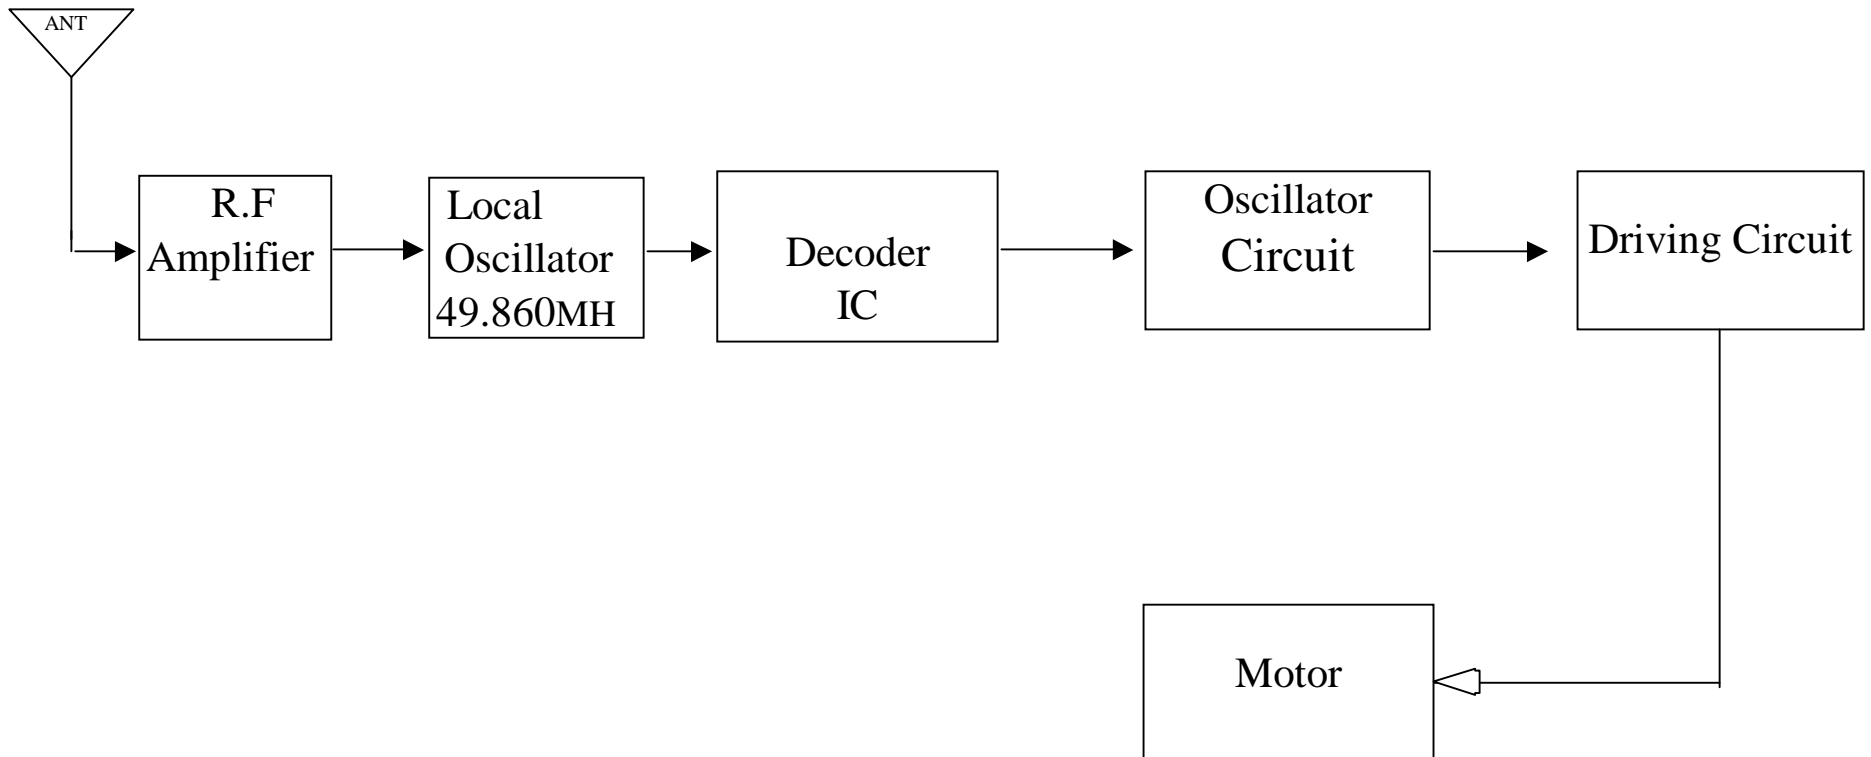 ANT
R.F
Amplifier
Local
Oscillator
49.860MH
Decoder
IC
Oscillator
Circuit
Driving Circuit
Motor